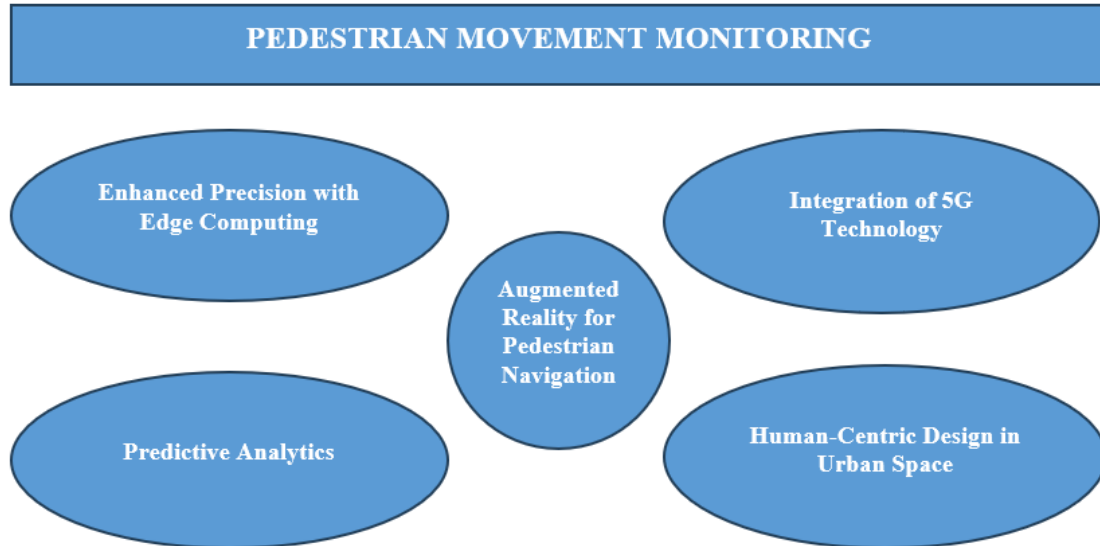 PEDESTRIAN MOVEMENT MONITORING
Enhanced Precision with
Edge Computing
Integration of 5G
Technology
Augmented
Reality for
Pedestrian
Navigation
Predictive Analytics
Human-Centric Design in
Urban Space